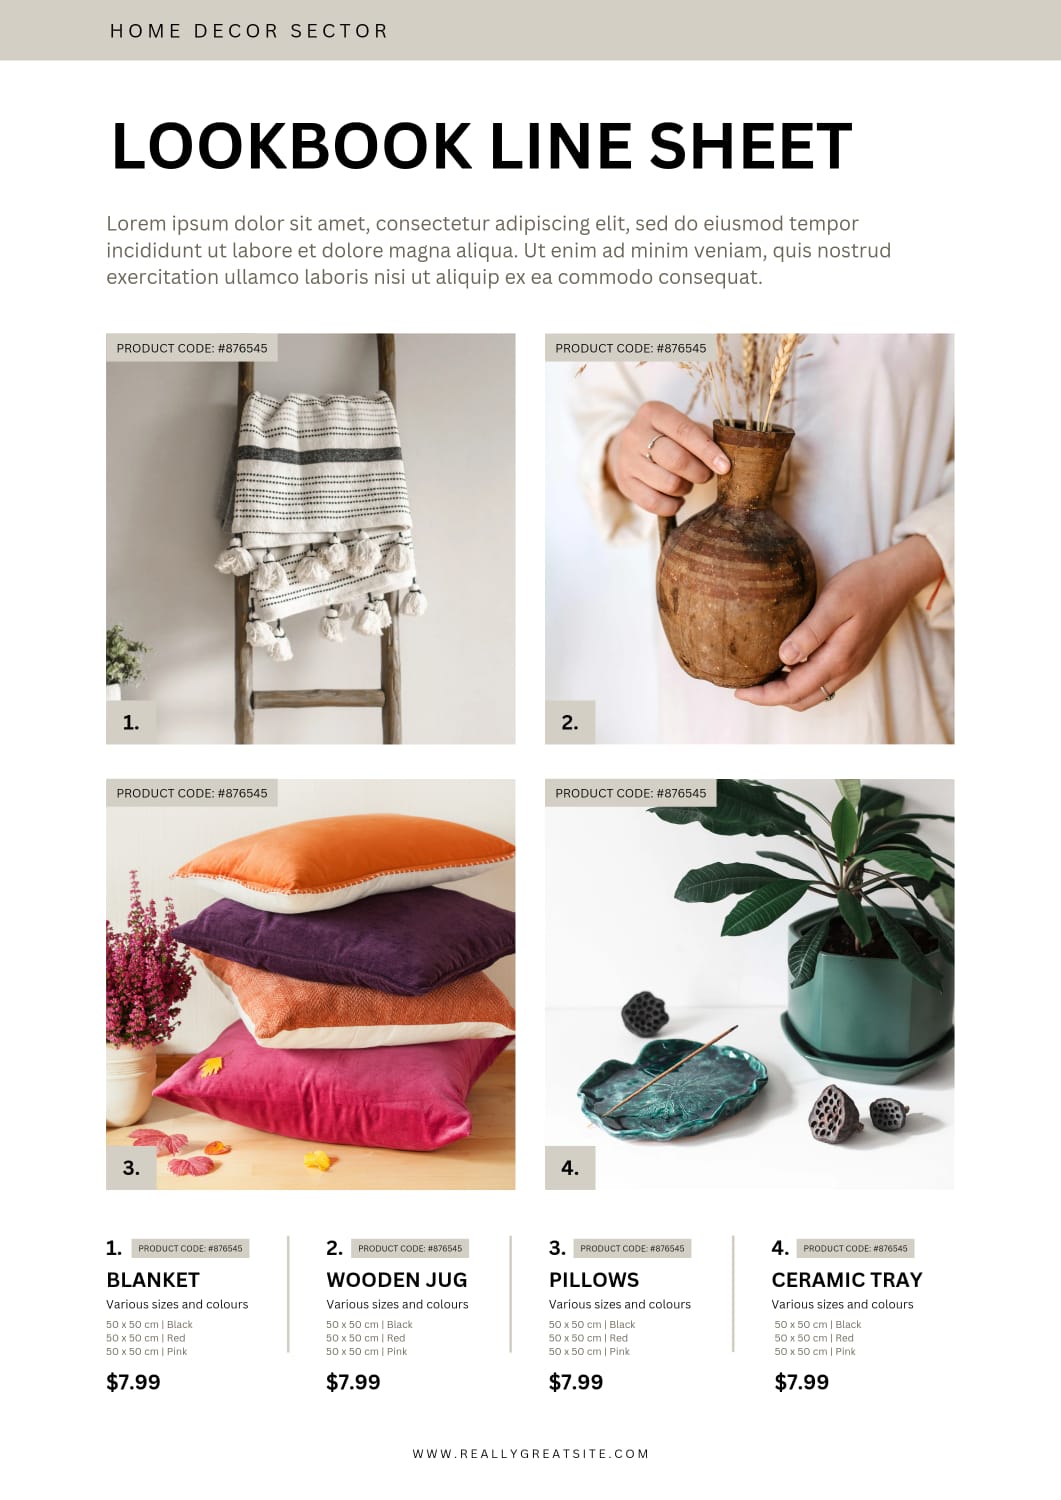 HOME DECOR SECTOR
LOOKBOOK LINE SHEET
Lorem ipsum dolor sit amet, consectetur adipiscing elit, sed do eiusmod tempor
incididunt ut labore et dolore magna aliqua. Ut enim ad minim veniam, quis nostrud
exercitation ullamco laboris nisi ut aliquip ex ea commodo consequat.
PRODUCT CODE: #876545
1.
PRODUCT CODE: #876545
2.
PRODUCT CODE: #876545
3.
PRODUCT CODE: #876545
4.
1. PRODUCT CODE: #876545
BLANKET
Various sizes and colours
50 x 50 cm | Black
50 x 50 cm | Red
50 x 50 cm | Pink
$7.99
2. PRODUCT CODE: #876545
WOODEN JUG
Various sizes and colours
50 x 50 cm | Black
50 x 50 cm | Red
50 x 50 cm | Pink
$7.99
3. PRODUCT CODE: #876545
PILLOWS
Various sizes and colours
50 x 50 cm | Black
50 x 50 cm | Red
50 x 50 cm | Pink
$7.99
4. PRODUCT CODE: #876545
CERAMIC TRAY
Various sizes and colours
50 x 50 cm | Black
50 x 50 cm | Red
50 x 50 cm | Pink
$7.99
WWW.REALLYGREATSITE.COM